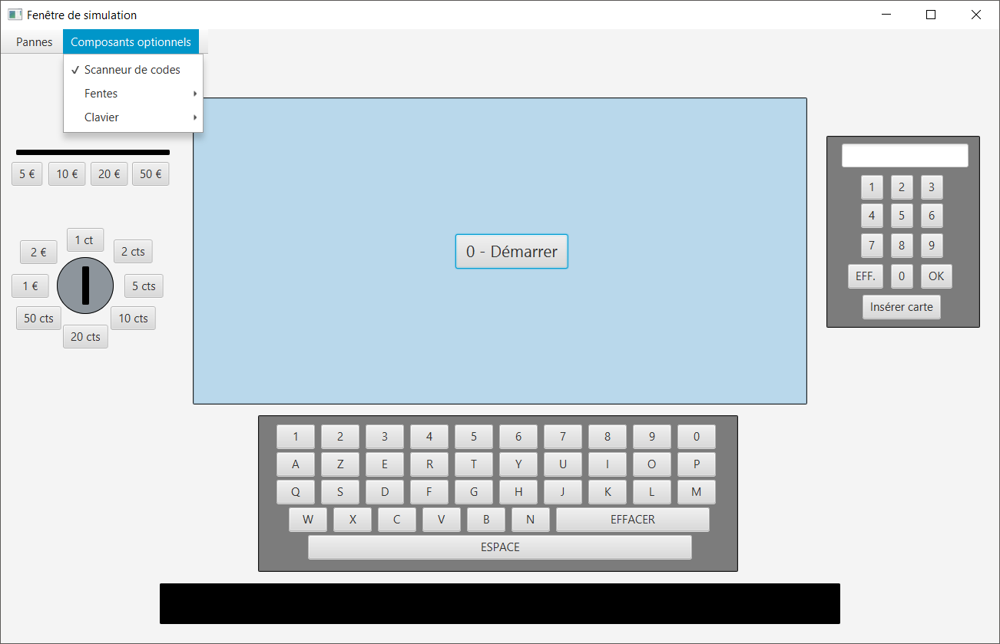 Fenêtre de simulation
Pannes Composants optionnels
✓ Scanneur de codes
Fentes
Clavier
5 € 10 € 20 € 50 €
1 ct
2 € 2 cts
1 € 5 cts
50 cts 10 cts
20 cts
0 - Démarrer
1 2 3
4 5 6
7 8 9
EFF. 0 OK
Insérer carte
1 2 3 4 5 6 7 8 9 0
A Z E R T Y U I O P
Q S D F G H J K L M
W X C V B N EFFACER
ESPACE